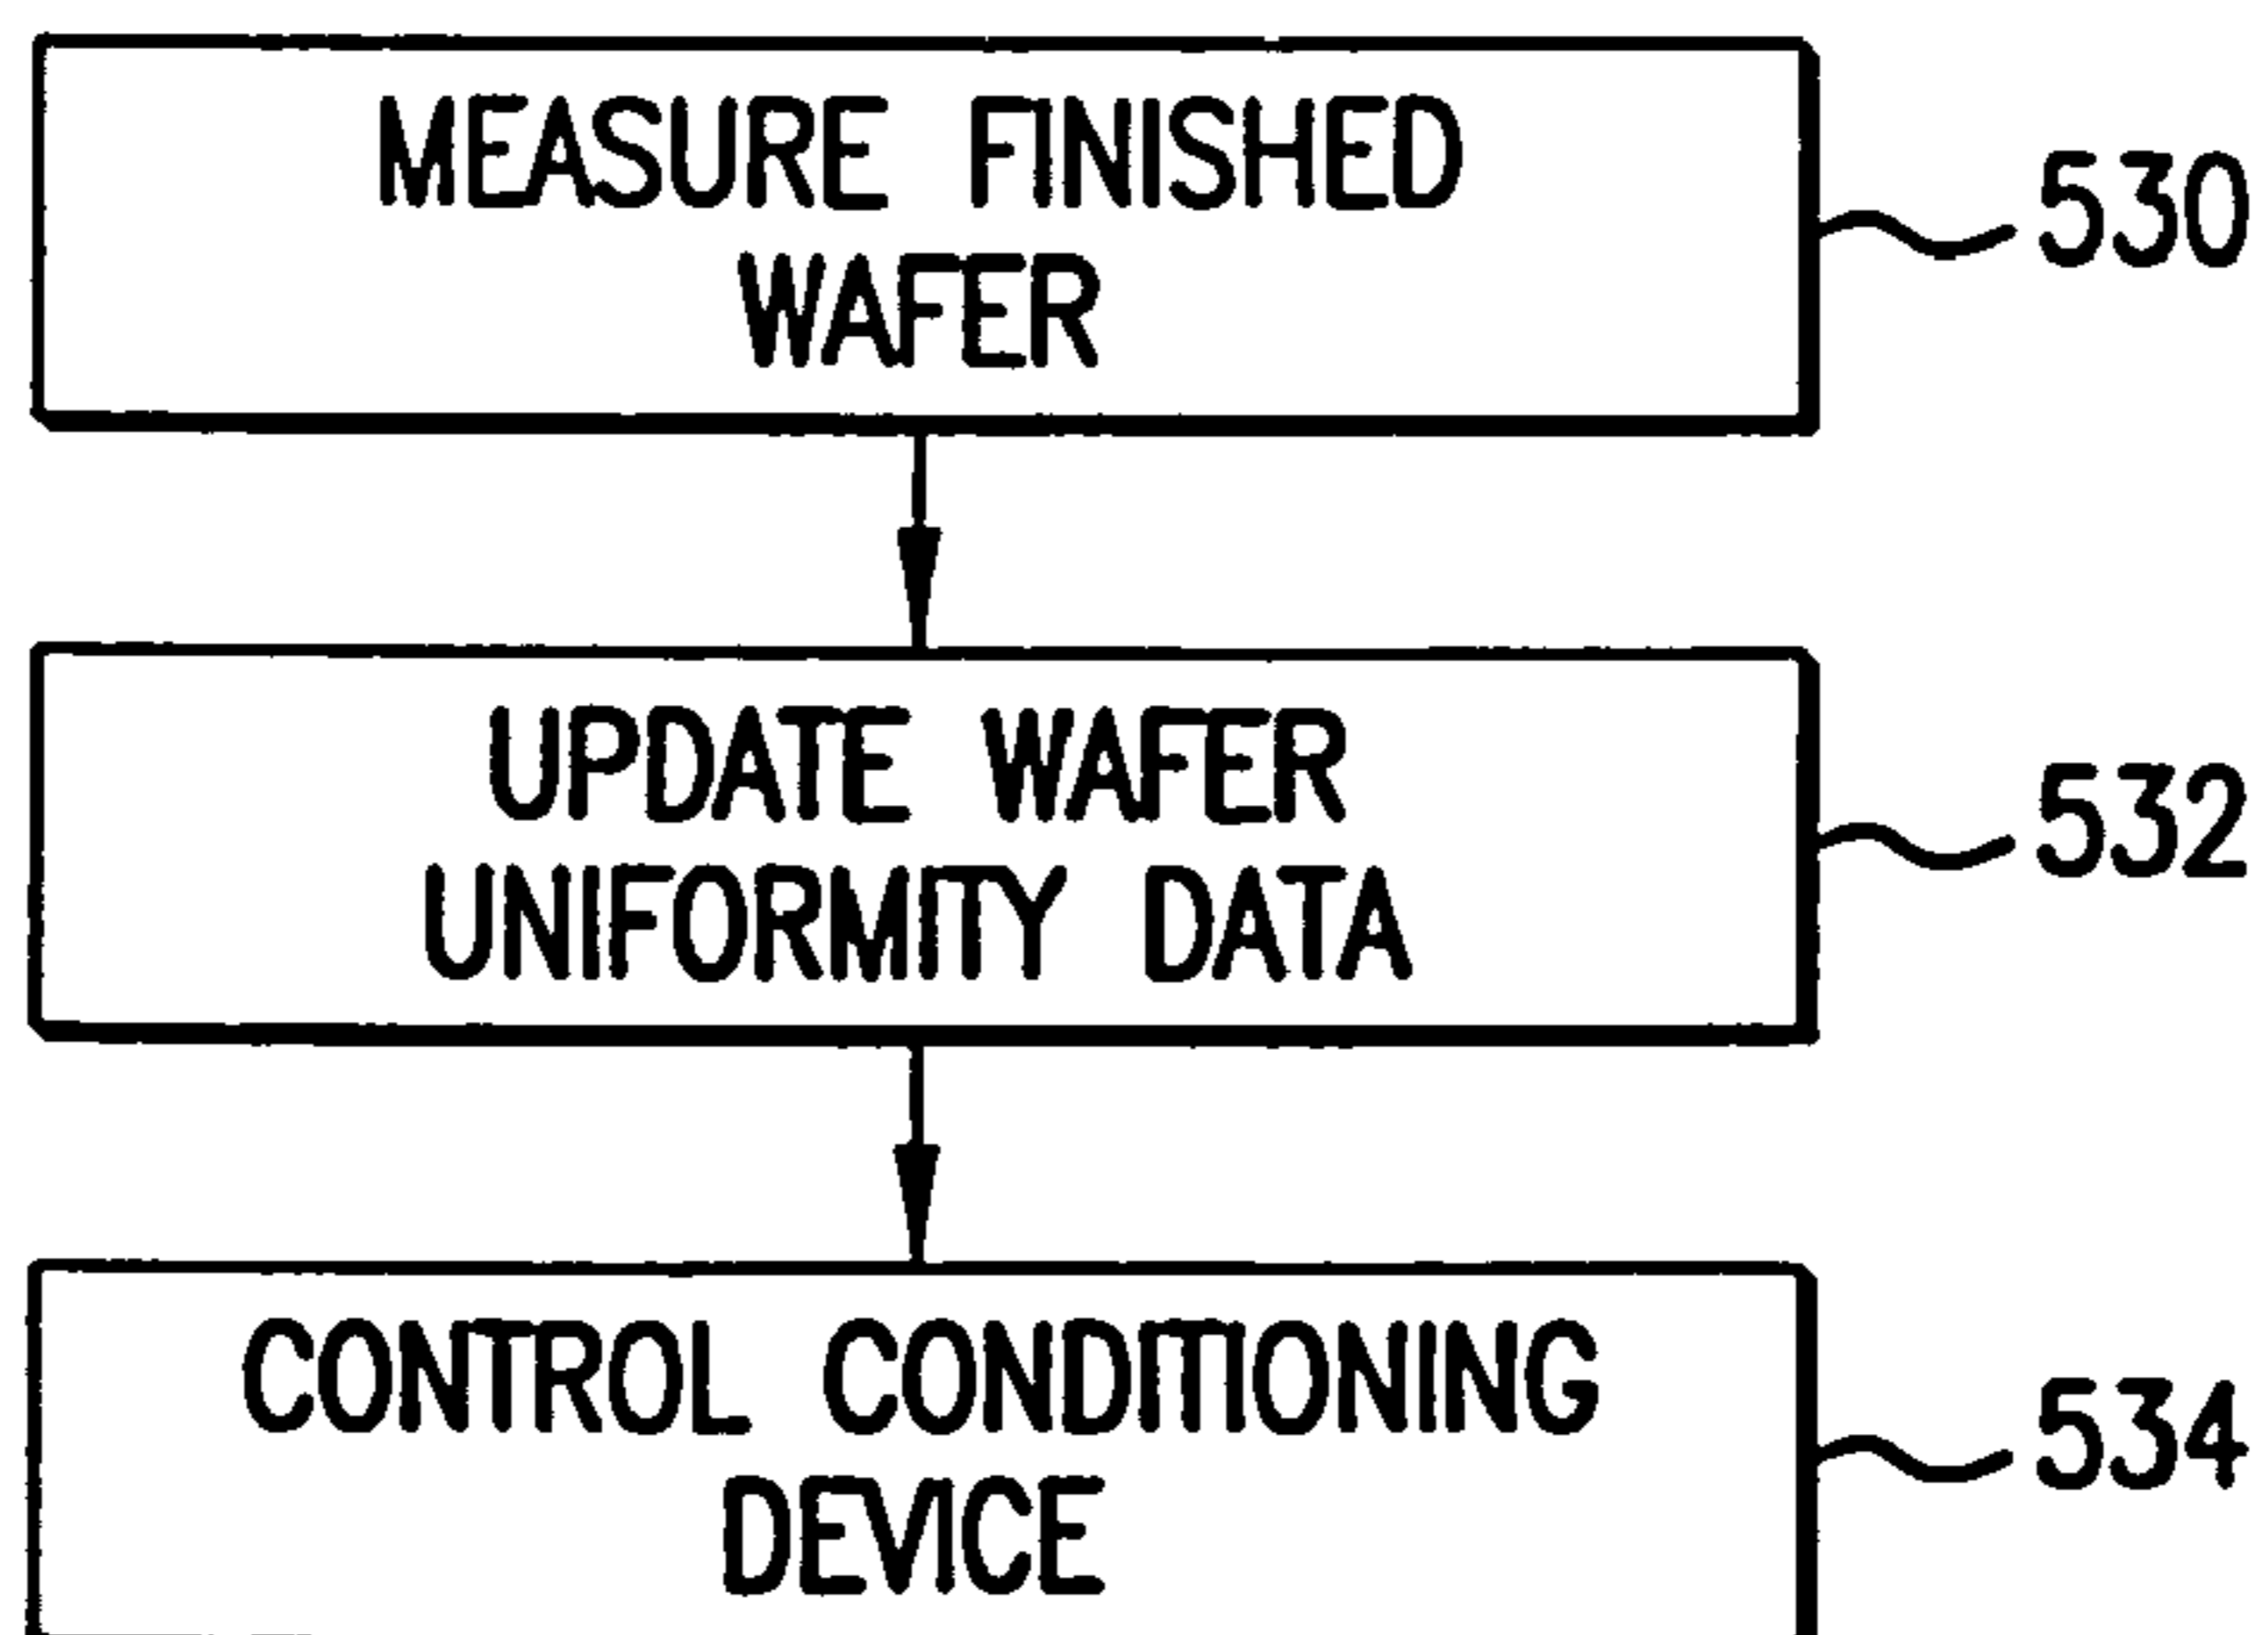 MEASURE FINISHED
WAFER
530
UPDATE WAFER
UNIFORMITY DATA
532
CONTROL CONDITIONING
DEVICE
534